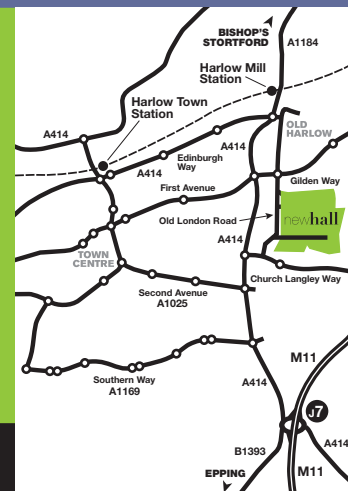 BISHOP'S
STORTFORD
A1184
Harlow Mill
Station
Harlow Town
Station
A414
OLD
HARLOW
A414
Edinburgh
Way
A414
First Avenue
Gilden Way
Old London Road
newhall
A414
TOWN
CENTRE
Church Langley Way
Second Avenue
A1025
M11
A414
Southern Way
A1169
J7
B1393
A414
EPPING
M11